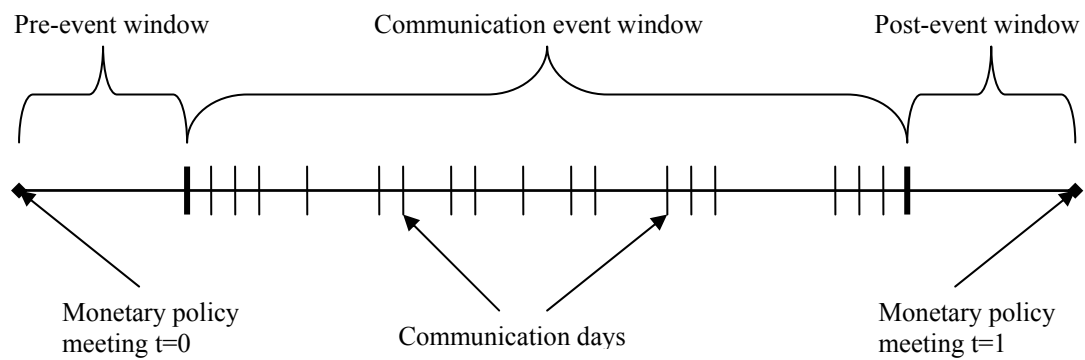 Pre-event window
Communication event window
Post-event window
Monetary policy
meeting t=0
Communication days
Monetary policy
meeting t=1